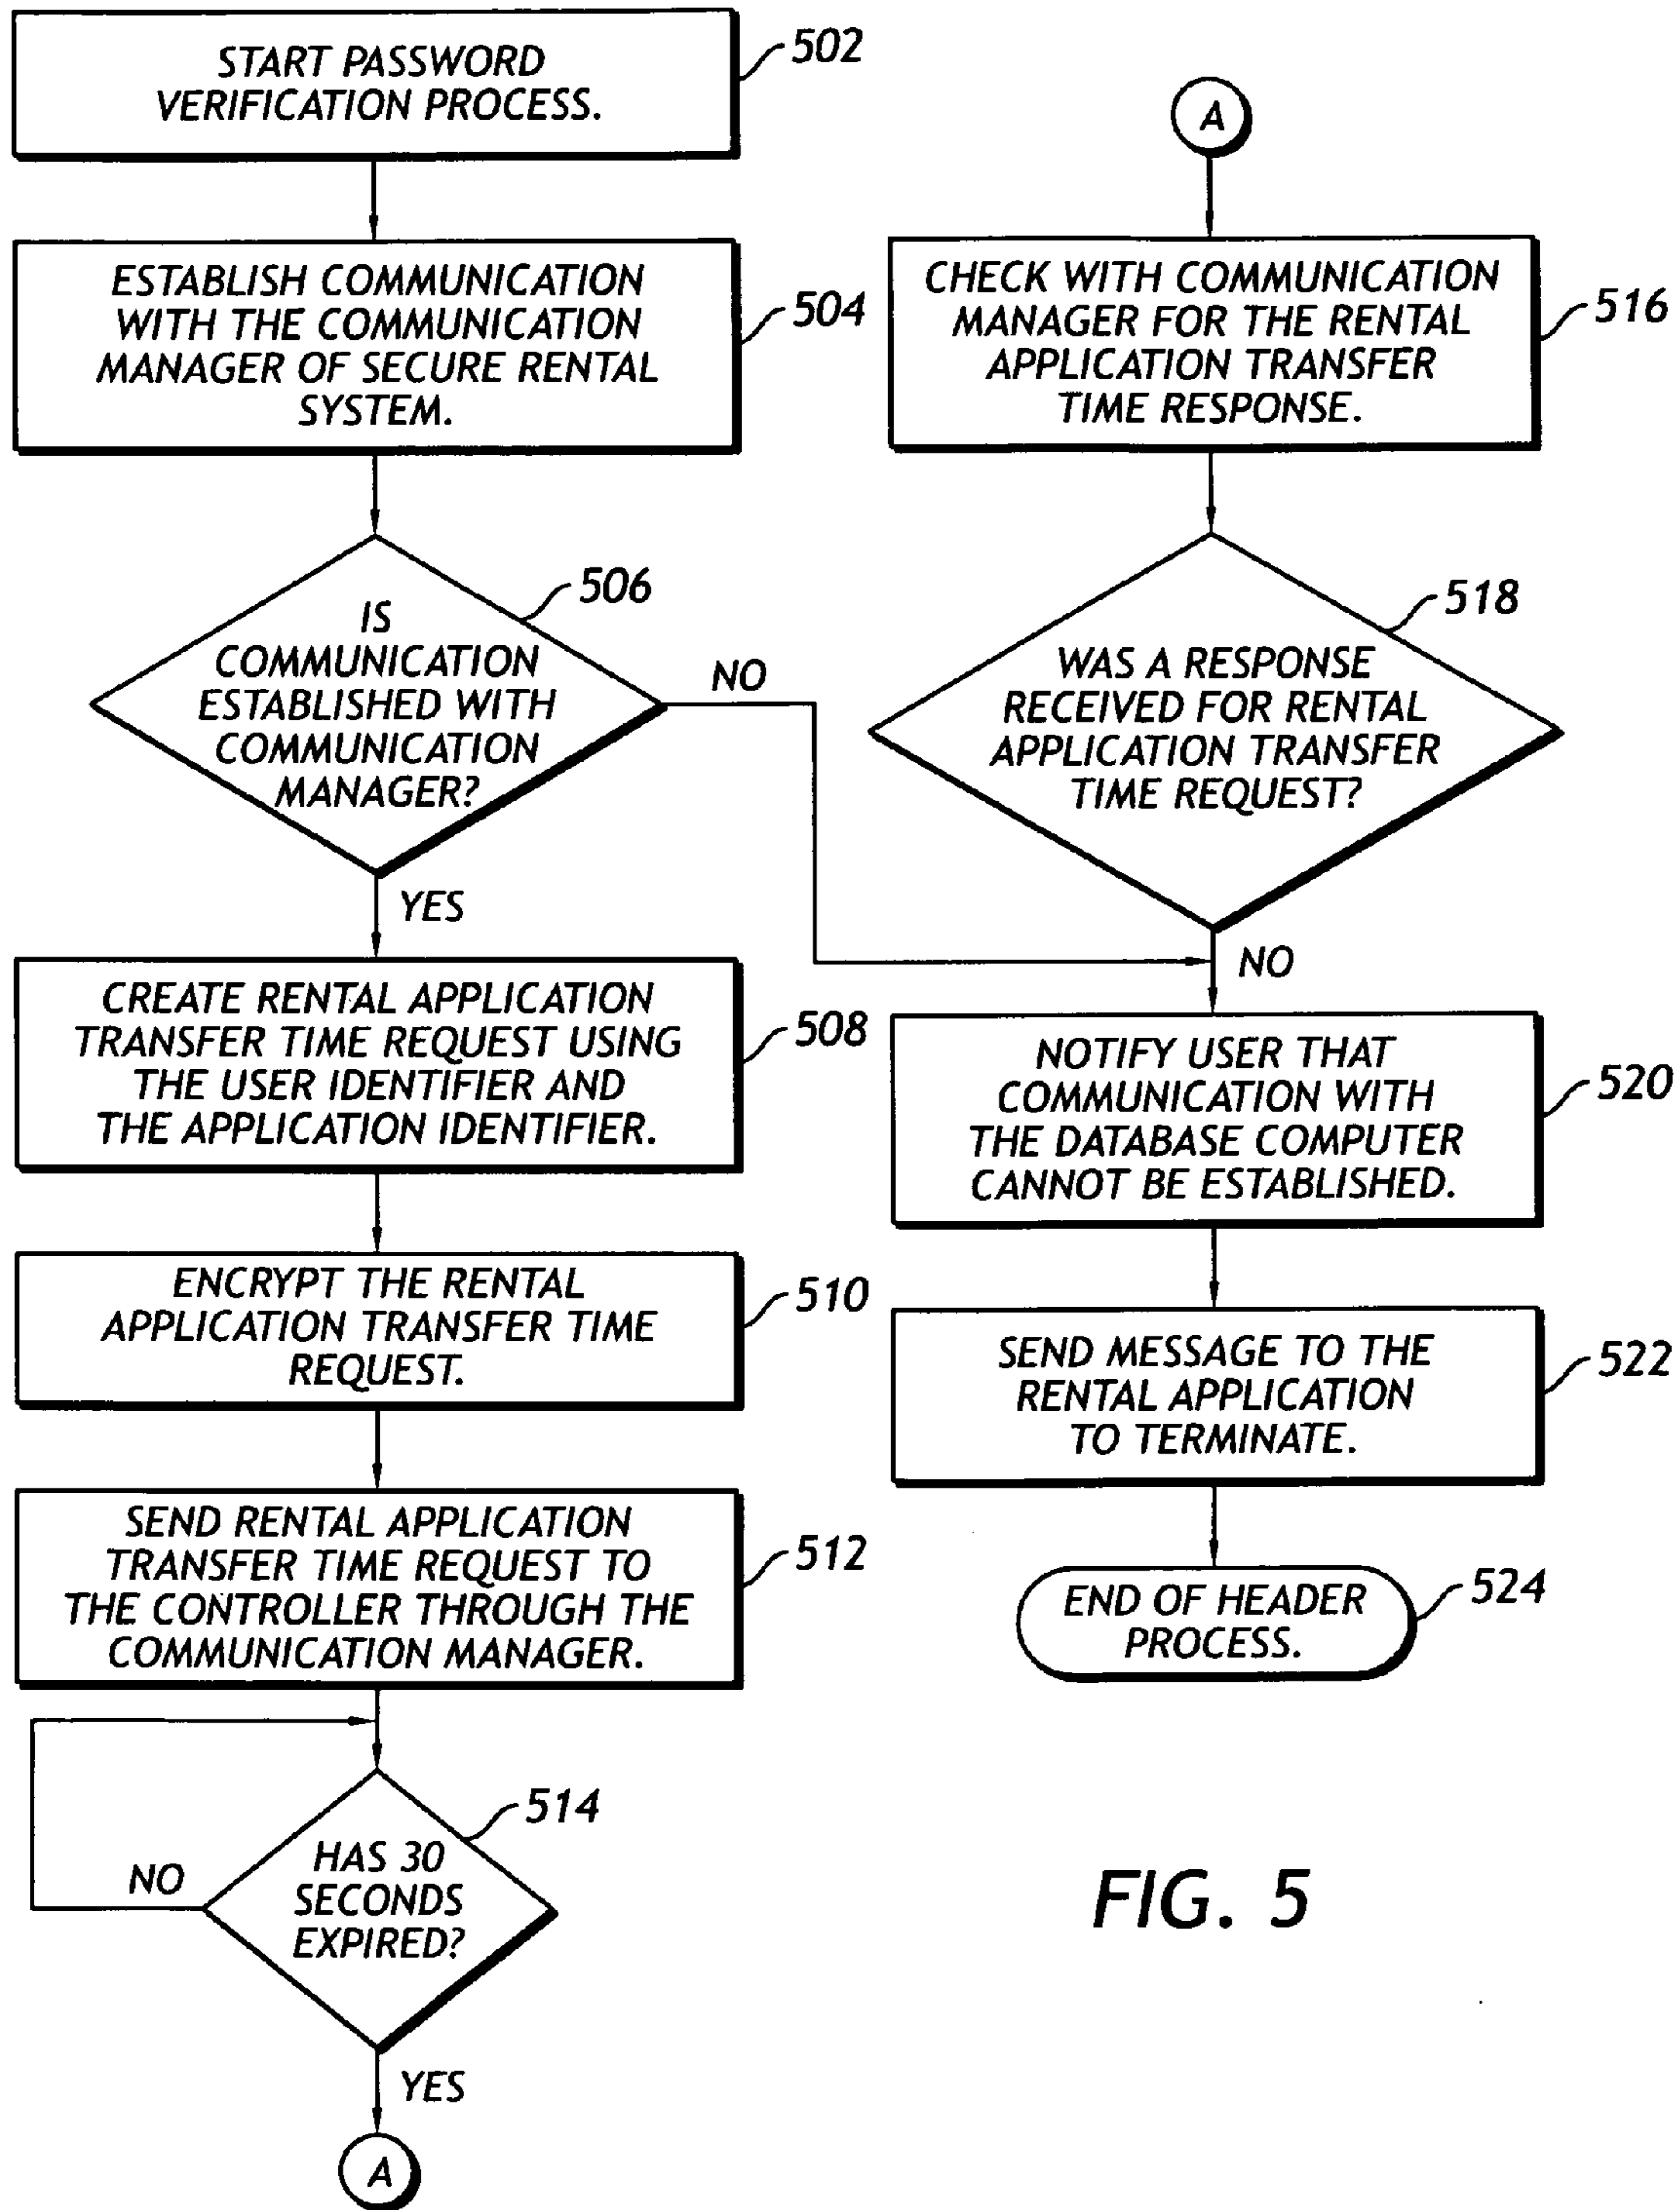 START PASSWORD
VERIFICATION PROCESS.
502
ESTABLISH COMMUNICATION
WITH THE COMMUNICATION
MANAGER OF SECURE RENTAL
SYSTEM.
504
IS
COMMUNICATION
ESTABLISHED WITH
COMMUNICATION
MANAGER?
506
NO
YES
CREATE RENTAL APPLICATION
TRANSFER TIME REQUEST USING
THE USER IDENTIFIER AND
THE APPLICATION IDENTIFIER.
508
ENCRYPT THE RENTAL
APPLICATION TRANSFER TIME
REQUEST.
510
SEND RENTAL APPLICATION
TRANSFER TIME REQUEST TO
THE CONTROLLER THROUGH THE
COMMUNICATION MANAGER.
512
HAS 30
SECONDS
EXPIRED?
514
NO
YES
A
A
CHECK WITH COMMUNICATION
MANAGER FOR THE RENTAL
APPLICATION TRANSFER
TIME RESPONSE.
516
WAS A RESPONSE
RECEIVED FOR RENTAL
APPLICATION TRANSFER
TIME REQUEST?
518
NO
NOTIFY USER THAT
COMMUNICATION WITH
THE DATABASE COMPUTER
CANNOT BE ESTABLISHED.
520
SEND MESSAGE TO THE
RENTAL APPLICATION
TO TERMINATE.
522
END OF HEADER
PROCESS.
524
FIG. 5